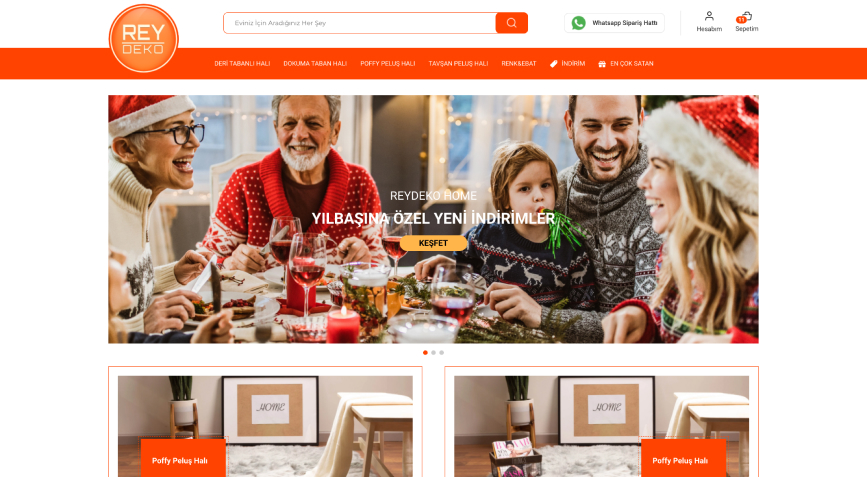 REY
DEKO
Eviniz İçin Aradığınız Her Şey
Whatsapp Sipariş Hattı
Hesabım
11
Sepetim
DERİ TABANLI HALI
DOKUMA TABAN HALI
POFFY PELUŞ HALI
TAVŞAN PELUŞ HALI
RENK&EBAT
İNDİRİM
EN ÇOK SATAN
REYDEKO HOME
YILBAŞINA ÖZEL YENİ İNDİRİMLER
KEŞFET
HOME
Poffy Peluş Halı
HOME
Poffy Peluş Halı